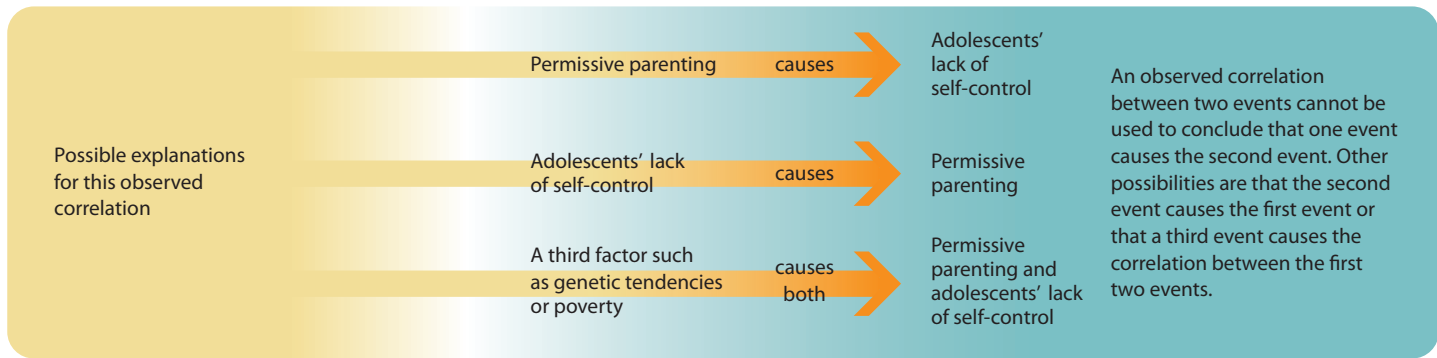 Possible explanations
for this observed
correlation
Permissive parenting
causes
Adolescents’
lack of
self-control
Adolescents’ lack
of self-control
causes
Permissive
parenting
A third factor such
as genetic tendencies
or poverty
causes
both
Permissive
parenting and
adolescents’ lack
of self-control
An observed correlation
between two events cannot be
used to conclude that one event
causes the second event. Other
possibilities are that the second
event causes the first event or
that a third event causes the
correlation between the first
two events.